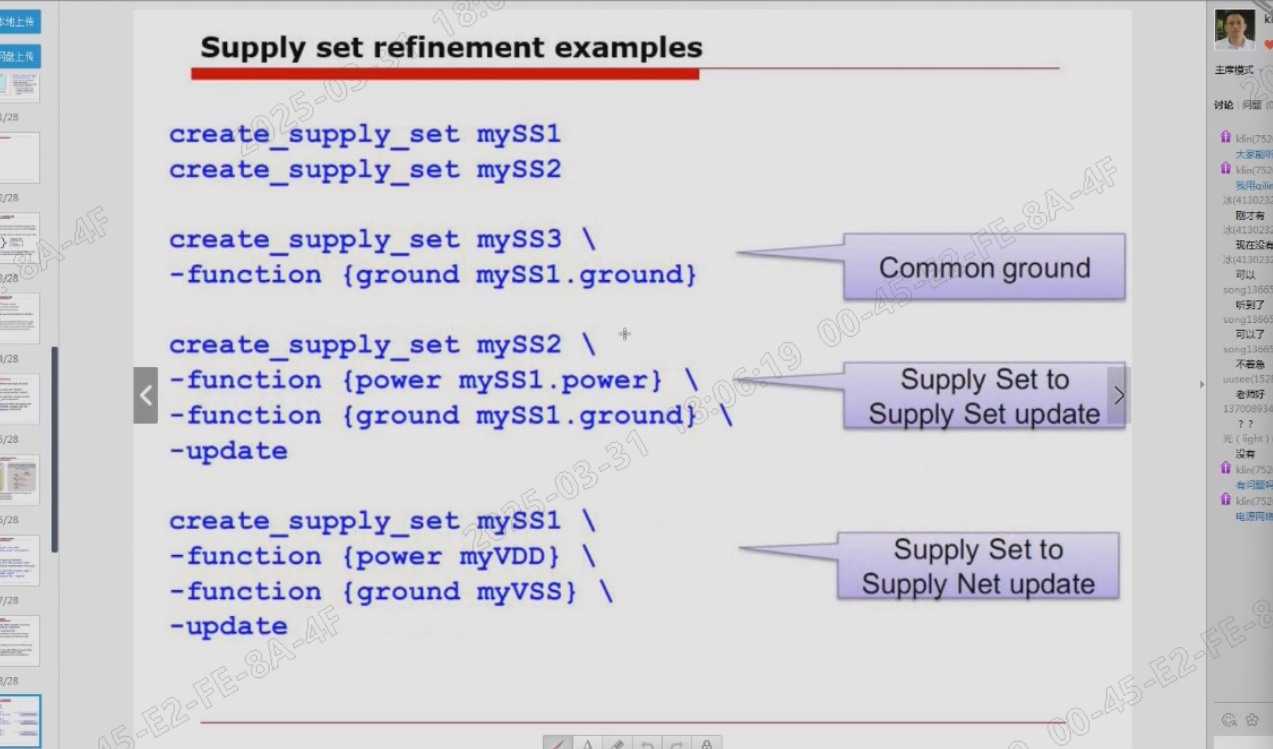 本地上传
网盘上传
/28
2/28
3/28
4/28
5/28
6/28
7/28
8/28
Supply set refinement examples
create_supply_set mySS1
create_supply_set mySS2
create_supply_set mySS3 \
-function {ground mySS1.ground}
Common ground
create_supply_set mySS2 \
-function {power mySS1.power} \
-function {ground mySS1.ground} \
-update
Supply Set to
Supply Set update
create_supply_set mySS1 \
-function {power myVDD} \
-function {ground myVSS} \
-update
Supply Set to
Supply Net update
2025-03-31 18:06:19 00-45-E2-FE-8A-4F
主席模式
讨论 问题
klin(752
大家能听
klin(752
我用qilin
冰(413023
刚才有
冰(413023
现在没有
冰(413023
可以
song1366
听到了
song1366
可以了
song1366
不着急
uusee(152
老师好
137008934
？？
光 ( light )
没有
klin(752
有问题吗
klin(752
电源网络